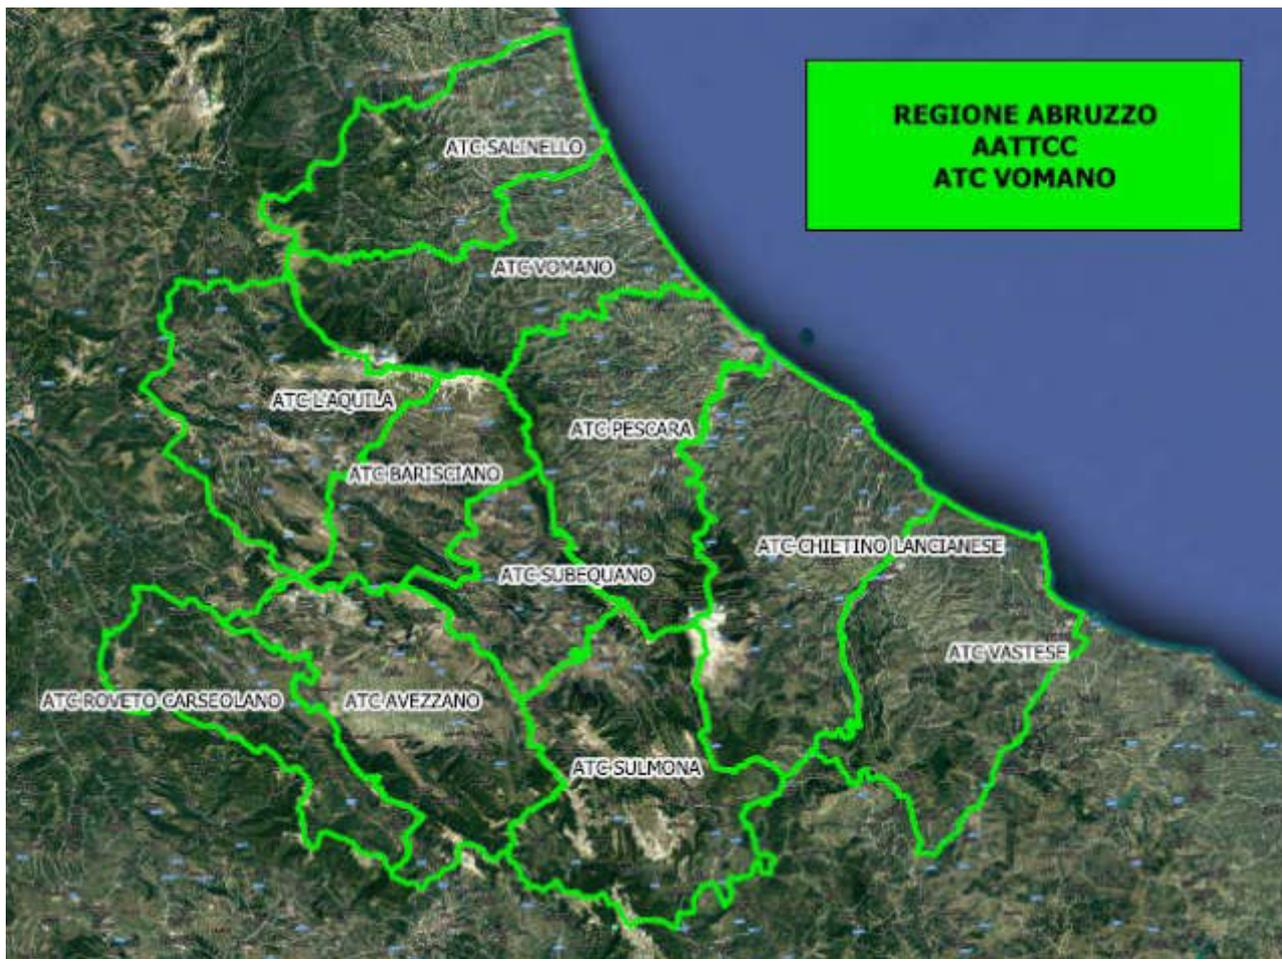 REGIONE ABRUZZO
AATTCC
ATC VOMANO
ATC SALINELLO
ATC VOMANO
ATC L'AQUILA
ATC PESCARA
ATC BARISCIANO
ATC CHIETINO LANCIANESE
ATC SUBEQUANO
ATC VASTESE
ATC ROVETO CARSEOLANO
ATC AVEZZANO
ATC SULMONA